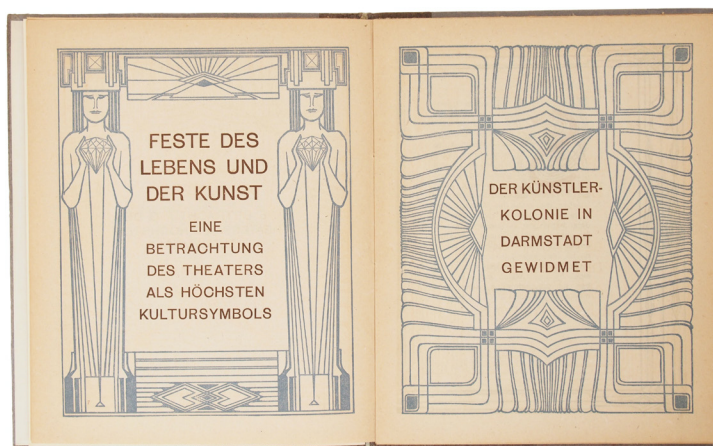 FESTE DES
LEBENS UND
DER KUNST
EINE
BETRACHTUNG
DES THEATERS
ALS HÖCHSTEN
KULTURSYMBOLS
DER KÜNSTLER-
KOLONIE IN
DARMSTADT
GEWIDMET